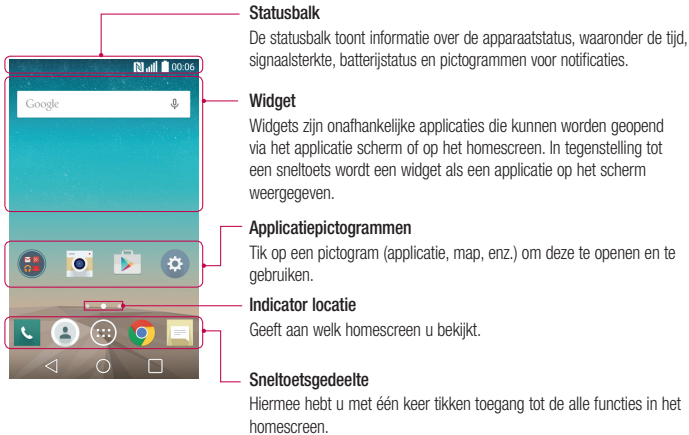 Statusbalk
De statusbalk toont informatie over de apparaatstatus, waaronder de tijd,
signaalsterkte, batterijstatus en pictogrammen voor notificaties.
00:06
Google
Widget
Widgets zijn onafhankelijke applicaties die kunnen worden geopend
via het applicatie scherm of op het homescreen. In tegenstelling tot
een sneltoets wordt een widget als een applicatie op het scherm
weergegeven.
Applicatiepictogrammen
Tik op een pictogram (applicatie, map, enz.) om deze te openen en te
gebruiken.
Indicator locatie
Geeft aan welk homescreen u bekijkt.
Sneltoetsgedeelte
Hiermee hebt u met één keer tikken toegang tot de alle functies in het
homescreen.